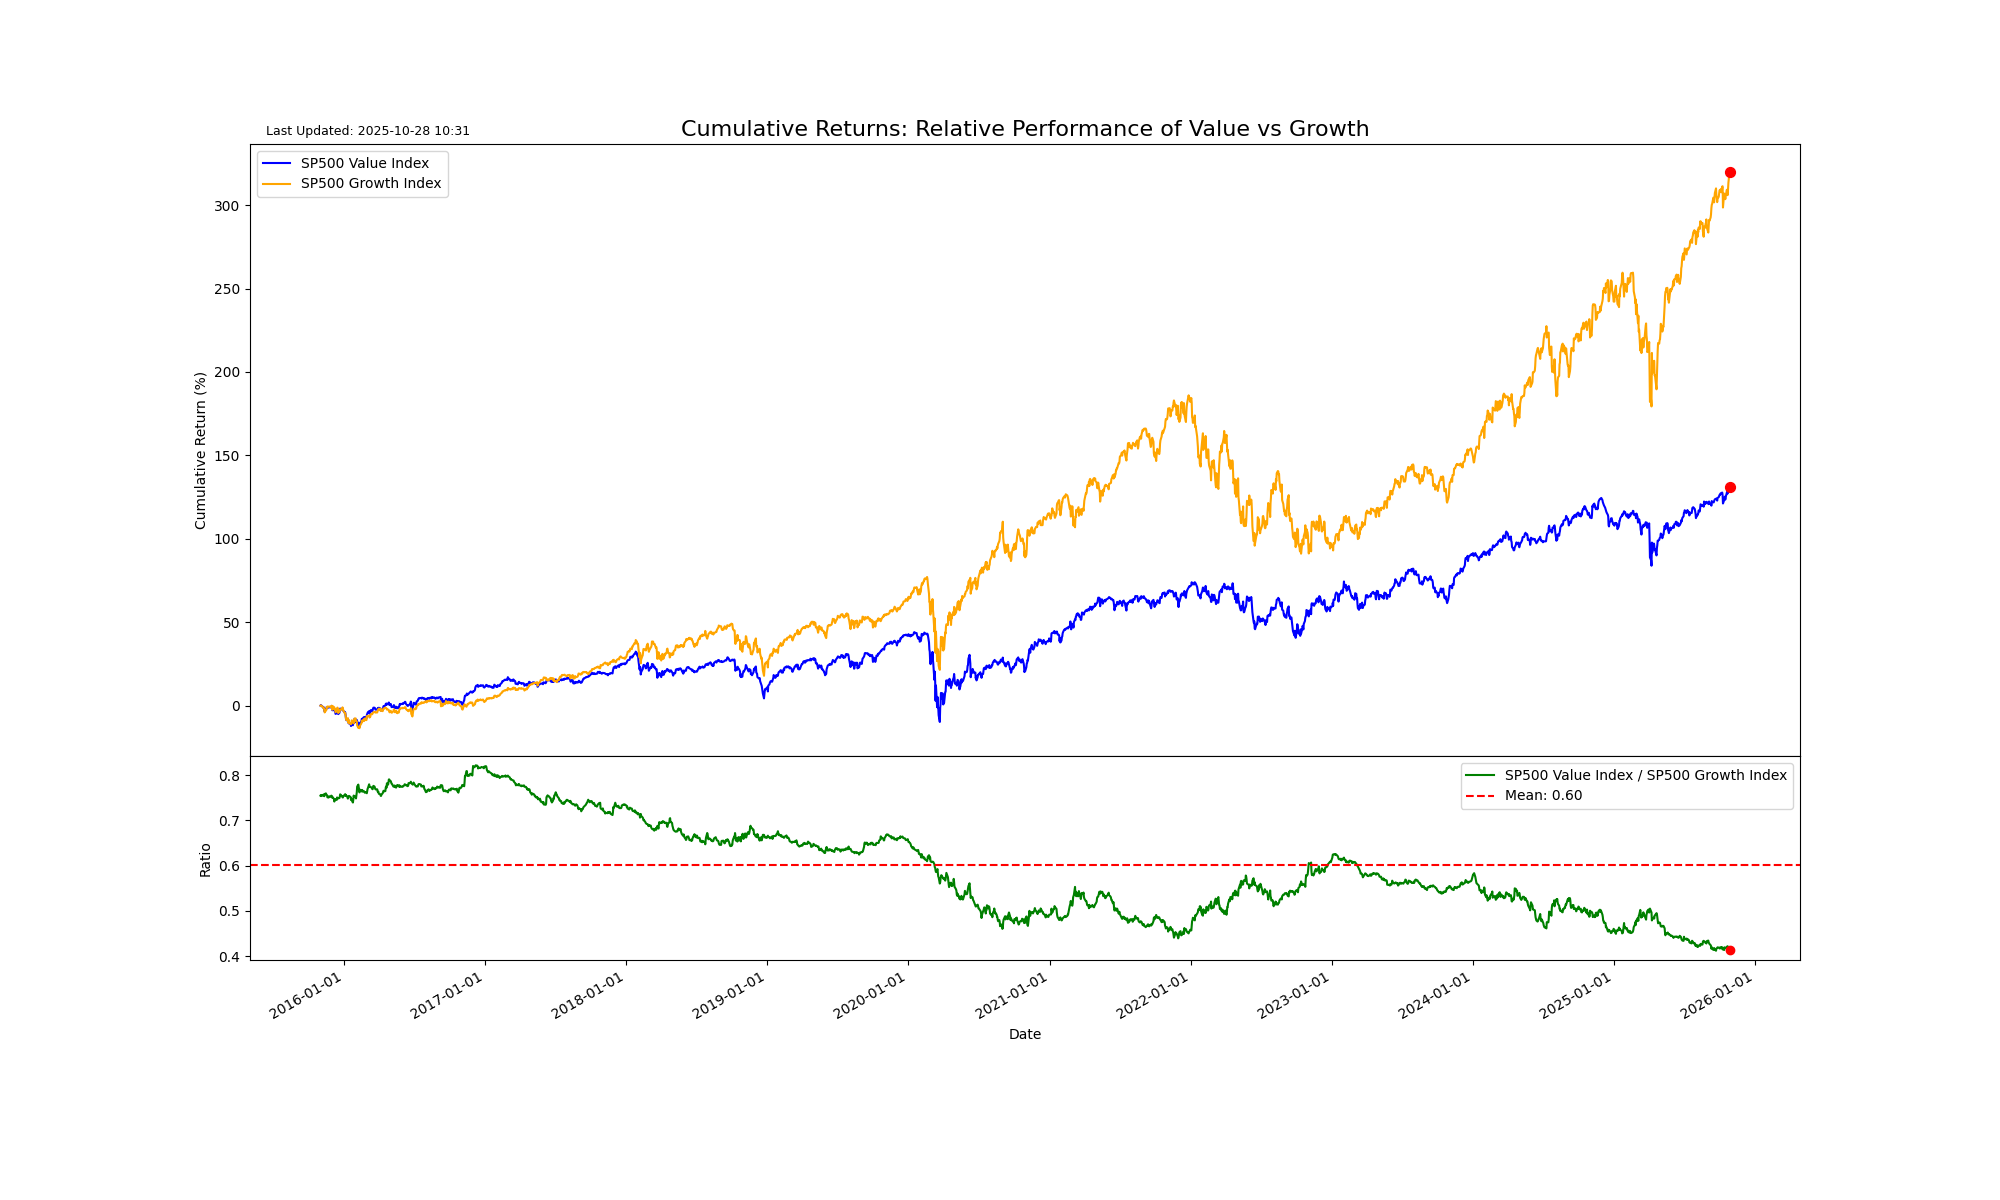 Last Updated: 2025-10-28 10:31
Cumulative Returns: Relative Performance of Value vs Growth
SP500 Value Index
SP500 Growth Index
300
250
200
150
100
50
0
Cumulative Return (%)
SP500 Value Index / SP500 Growth Index
Mean: 0.60
0.8
0.7
0.6
0.5
0.4
Ratio
2016-01-01
2017-01-01
2018-01-01
2019-01-01
2020-01-01
2021-01-01
2022-01-01
2023-01-01
2024-01-01
2025-01-01
2026-01-01
Date